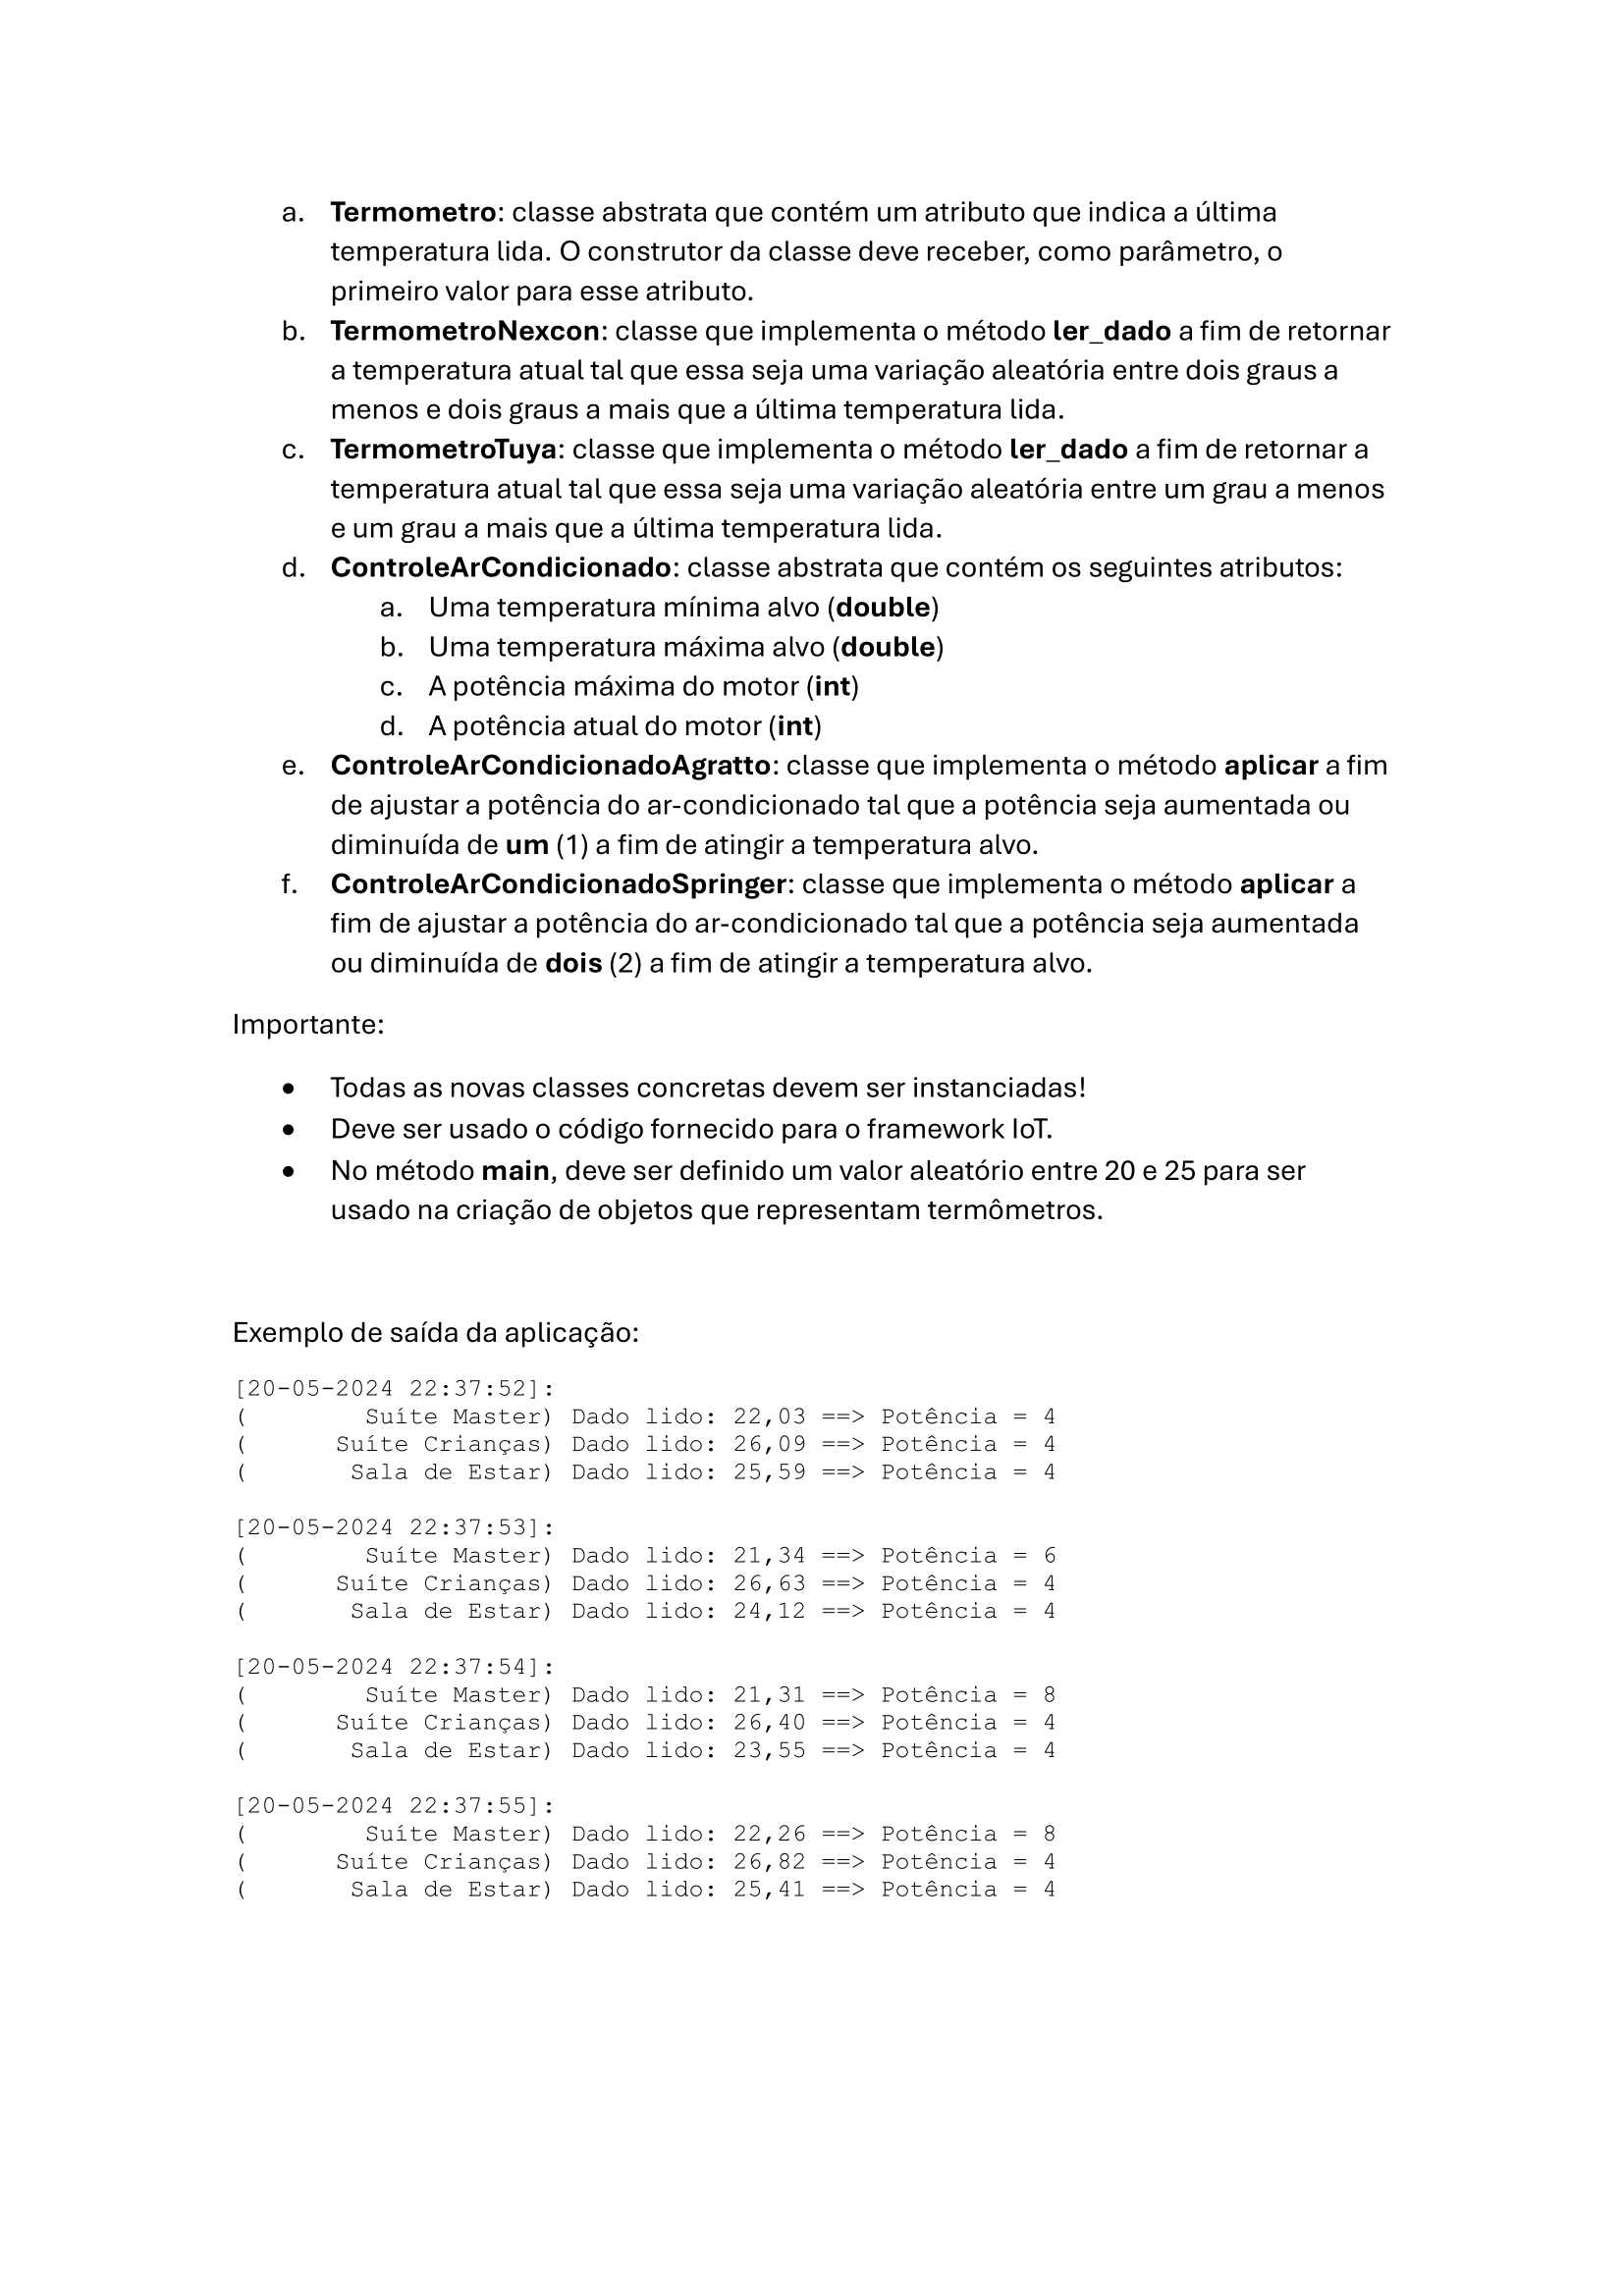 a. Termometro: classe abstrata que contém um atributo que indica a última
temperatura lida. O construtor da classe deve receber, como parâmetro, o
primeiro valor para esse atributo.
b. TermometroNexcon: classe que implementa o método ler_dado a fim de retornar
a temperatura atual tal que essa seja uma variação aleatória entre dois graus a
menos e dois graus a mais que a última temperatura lida.
c. TermometroTuya: classe que implementa o método ler_dado a fim de retornar a
temperatura atual tal que essa seja uma variação aleatória entre um grau a menos
e um grau a mais que a última temperatura lida.
d. ControleArCondicionado: classe abstrata que contém os seguintes atributos:
a. Uma temperatura mínima alvo (double)
b. Uma temperatura máxima alvo (double)
c. A potência máxima do motor (int)
d. A potência atual do motor (int)
e. ControleArCondicionadoAgratto: classe que implementa o método aplicar a fim
de ajustar a potência do ar-condicionado tal que a potência seja aumentada ou
diminuída de um (1) a fim de atingir a temperatura alvo.
f. ControleArCondicionadoSpringer: classe que implementa o método aplicar a
fim de ajustar a potência do ar-condicionado tal que a potência seja aumentada
ou diminuída de dois (2) a fim de atingir a temperatura alvo.
Importante:
• Todas as novas classes concretas devem ser instanciadas!
• Deve ser usado o código fornecido para o framework IoT.
• No método main, deve ser definido um valor aleatório entre 20 e 25 para ser
usado na criação de objetos que representam termômetros.
Exemplo de saída da aplicação:
[20-05-2024 22:37:52]:
(        Suíte Master) Dado lido: 22,03 ==> Potência = 4
(      Suíte Crianças) Dado lido: 26,09 ==> Potência = 4
(       Sala de Estar) Dado lido: 25,59 ==> Potência = 4
[20-05-2024 22:37:53]:
(        Suíte Master) Dado lido: 21,34 ==> Potência = 6
(      Suíte Crianças) Dado lido: 26,63 ==> Potência = 4
(       Sala de Estar) Dado lido: 24,12 ==> Potência = 4
[20-05-2024 22:37:54]:
(        Suíte Master) Dado lido: 21,31 ==> Potência = 8
(      Suíte Crianças) Dado lido: 26,40 ==> Potência = 4
(       Sala de Estar) Dado lido: 23,55 ==> Potência = 4
[20-05-2024 22:37:55]:
(        Suíte Master) Dado lido: 22,26 ==> Potência = 8
(      Suíte Crianças) Dado lido: 26,82 ==> Potência = 4
(       Sala de Estar) Dado lido: 25,41 ==> Potência = 4